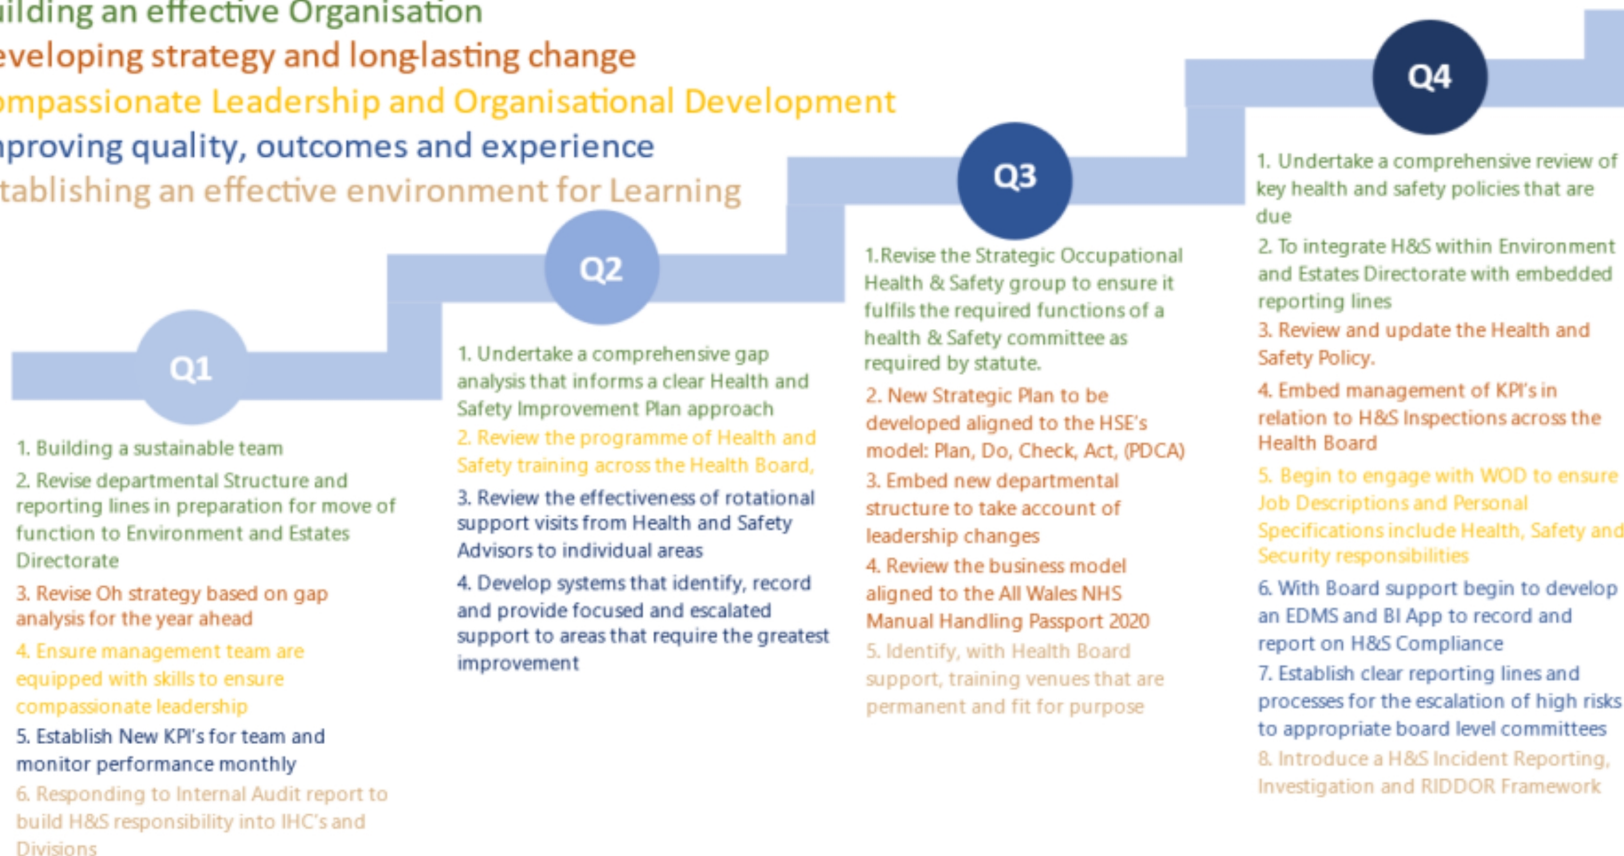 ilding an effective Organisation
eveloping strategy and long-lasting change
ompassionate Leadership and Organisational Development
proving quality, outcomes and experience
tablishing an effective environment for Learning
Q1
1. Building a sustainable team
2. Revise departmental Structure and
reporting lines in preparation for move of
function to Environment and Estates
Directorate
3. Revise Oh strategy based on gap
analysis for the year ahead
4. Ensure management team are
equipped with skills to ensure
compassionate leadership
5. Establish New KPI's for team and
monitor performance monthly
6. Responding to Internal Audit report to
build H&S responsibility into IHC's and
Divisions
Q2
1. Undertake a comprehensive gap
analysis that informs a clear Health and
Safety Improvement Plan approach
2. Review the programme of Health and
Safety training across the Health Board,
3. Review the effectiveness of rotational
support visits from Health and Safety
Advisors to individual areas
4. Develop systems that identify, record
and provide focused and escalated
support to areas that require the greatest
improvement
Q3
1.Revise the Strategic Occupational
Health & Safety group to ensure it
fulfils the required functions of a
health & Safety committee as
required by statute.
2. New Strategic Plan to be
developed aligned to the HSE's
model: Plan, Do, Check, Act, (PDCA)
3. Embed new departmental
structure to take account of
leadership changes
4. Review the business model
aligned to the All Wales NHS
Manual Handling Passport 2020
5. Identify, with Health Board
support, training venues that are
permanent and fit for purpose
Q4
1. Undertake a comprehensive review of
key health and safety policies that are
due
2. To integrate H&S within Environment
and Estates Directorate with embedded
reporting lines
3. Review and update the Health and
Safety Policy.
4. Embed management of KPI's in
relation to H&S Inspections across the
Health Board
5. Begin to engage with WOD to ensure
Job Descriptions and Personal
Specifications include Health, Safety and
Security responsibilities
6. With Board support begin to develop
an EDMS and BI App to record and
report on H&S Compliance
7. Establish clear reporting lines and
processes for the escalation of high risks
to appropriate board level committees
8. Introduce a H&S Incident Reporting,
Investigation and RIDDOR Framework